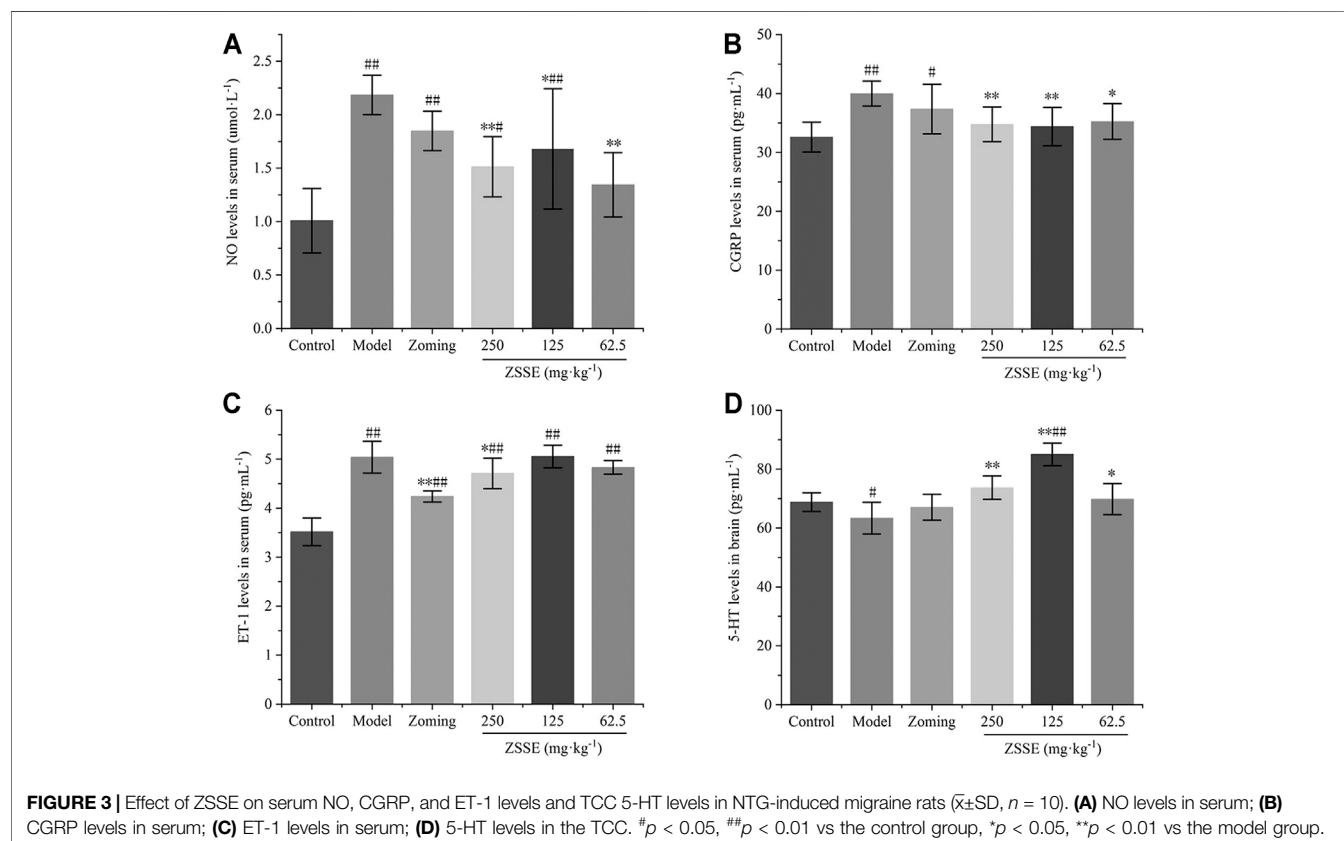 A
NO levels in serum (umol·L⁻¹)
2.5
2.0
1.5
1.0
0.5
0.0
##
##
**#
*##
**
Control Model Zoming 250 125 62.5
ZSSE (mg·kg⁻¹)
B
CGRP levels in serum (pg·mL⁻¹)
50
40
30
20
10
0
##
#
**
**
*
Control Model Zoming 250 125 62.5
ZSSE (mg·kg⁻¹)
C
ET-1 levels in serum (pg·mL⁻¹)
6
5
4
3
2
1
0
##
**##
*##
##
##
Control Model Zoming 250 125 62.5
ZSSE (mg·kg⁻¹)
D
5-HT levels in brain (pg·mL⁻¹)
100
80
60
40
20
0
#
**
**##
*
Control Model Zoming 250 125 62.5
ZSSE (mg·kg⁻¹)
FIGURE 3 | Effect of ZSSE on serum NO, CGRP, and ET-1 levels and TCC 5-HT levels in NTG-induced migraine rats (x̅±SD, n = 10). (A) NO levels in serum; (B)
CGRP levels in serum; (C) ET-1 levels in serum; (D) 5-HT levels in the TCC. #p < 0.05, ##p < 0.01 vs the control group, *p < 0.05, **p < 0.01 vs the model group.